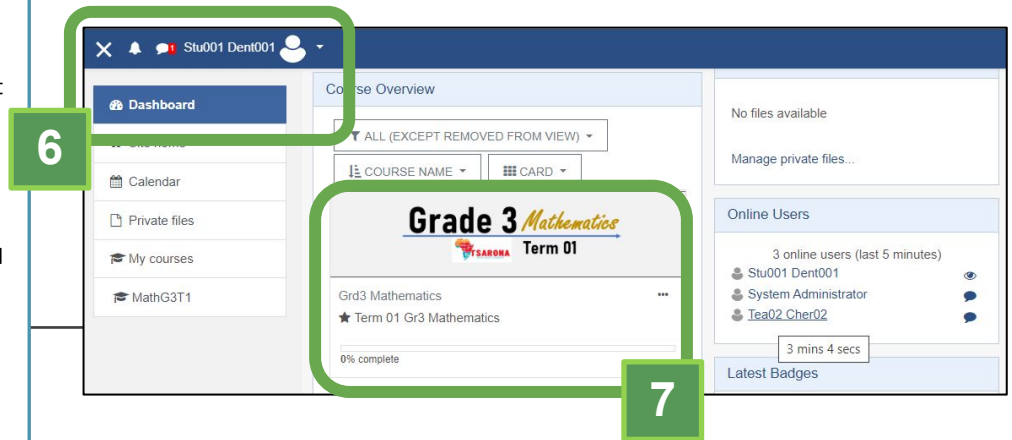 Stu001 Dent001
1
6
Dashboard
Site home
Calendar
Private files
My courses
MathG3T1
Course Overview
ALL (EXCEPT REMOVED FROM VIEW)
COURSE NAME
CARD
Grade 3 Mathematics
TSARONA Term 01
Grd3 Mathematics
Term 01 Gr3 Mathematics
0% complete
7
No files available
Manage private files...
Online Users
3 online users (last 5 minutes)
Stu001 Dent001
System Administrator
Tea02 Cher02
3 mins 4 secs
Latest Badges